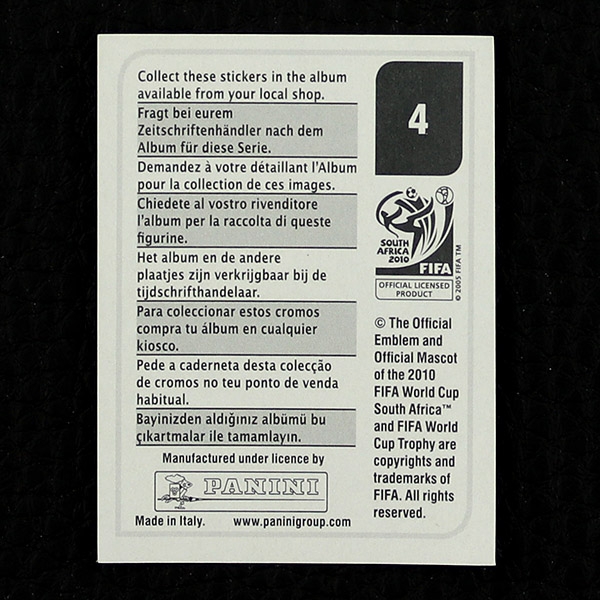 Collect these stickers in the album
available from your local shop.
Fragt bei eurem
Zeitschriftenhändler nach dem
Album für diese Serie.
Demandez à votre détaillant l'Album
pour la collection de ces images.
Chiedete al vostro rivenditore
l'album per la raccolta di queste
figurine.
Het album en de andere
plaatjes zijn verkrijgbaar bij de
tijdschrifthandelaar.
Para coleccionar estos cromos
compra tu álbum en cualquier
kiosco.
Pede a caderneta desta colecção
de cromos no teu ponto de venda
habitual.
Bayinizden aldığınız albümü bu
çıkartmalar ile tamamlayın.
Manufactured under licence by
PANINI
Made in Italy. www.paninigroup.com
4
SOUTH
AFRICA
2010
FIFA
OFFICIAL LICENSED
PRODUCT
© 2005 FIFA TM
© The Official
Emblem and
Official Mascot
of the 2010
FIFA World Cup
South Africa™
and FIFA World
Cup Trophy are
copyrights and
trademarks of
FIFA. All rights
reserved.